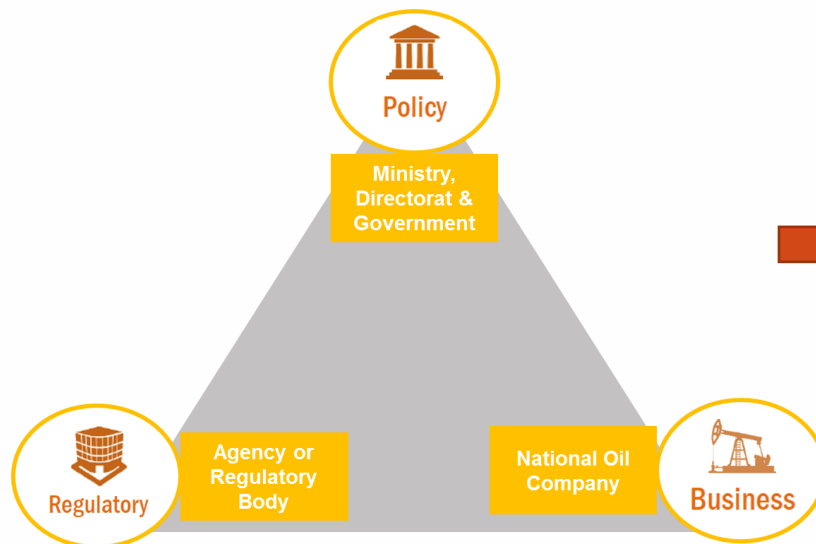 Policy
Ministry,
Directorat &
Government
Agency or
Regulatory
Body
Regulatory
National Oil
Company
Business